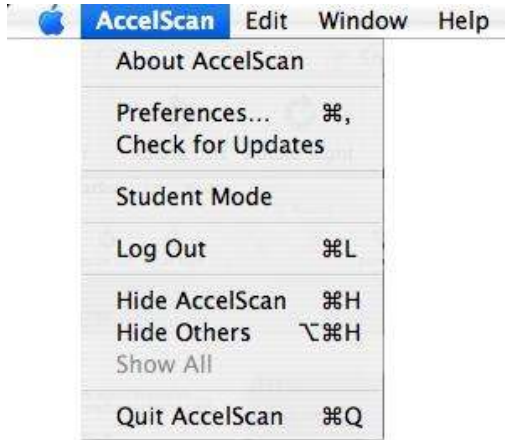 AccelScan Edit Window Help
About AccelScan
Preferences... ⌘,
Check for Updates
Student Mode
Log Out ⌘L
Hide AccelScan ⌘H
Hide Others ⌥⌘H
Show All
Quit AccelScan ⌘Q